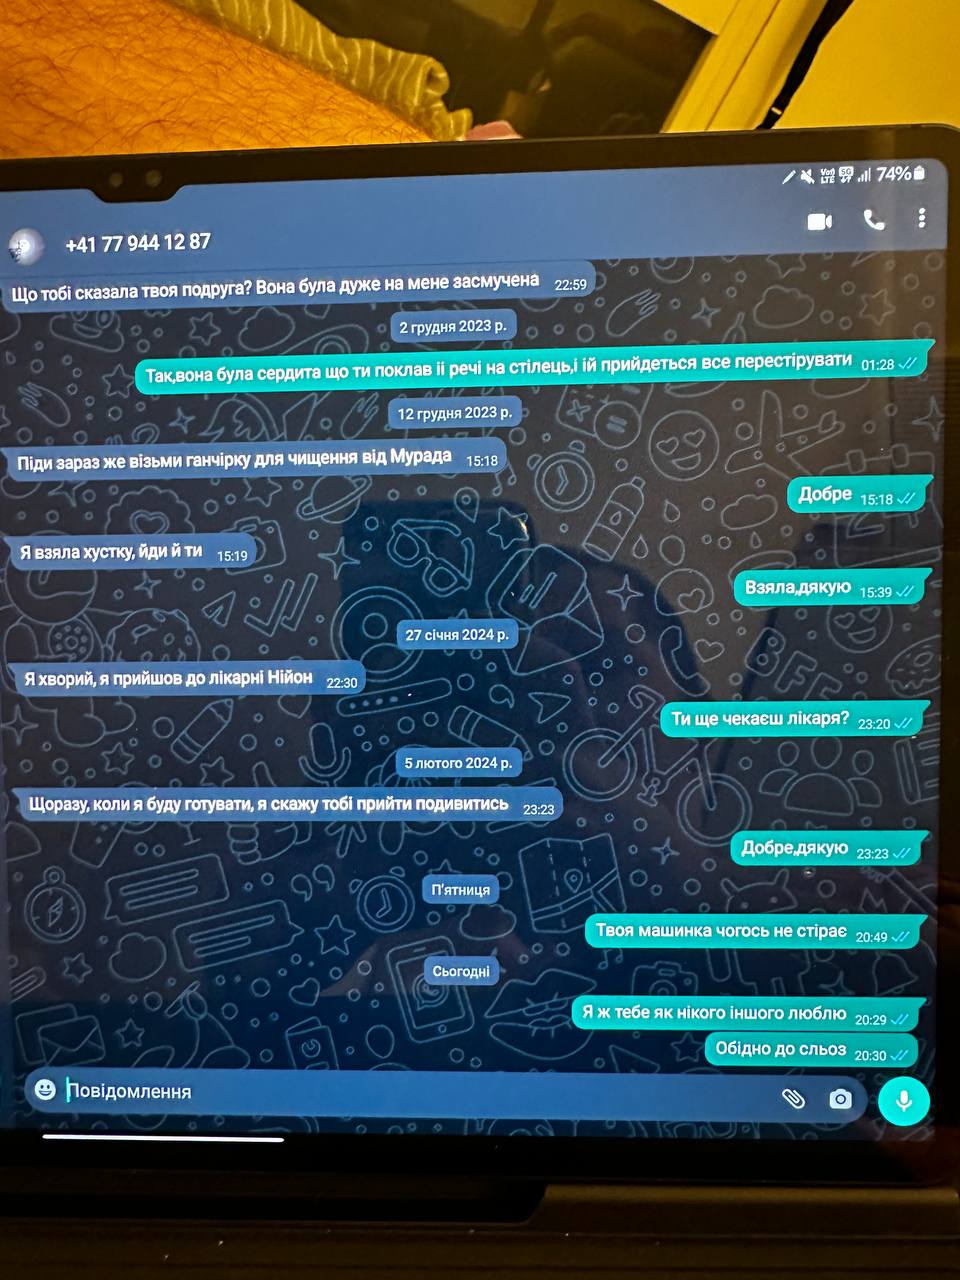 VoLTE 5G 74%
+41 77 944 12 87
Що тобі сказала твоя подруга? Вона була дуже на мене засмучена 22:59
2 грудня 2023 р.
Так,вона була сердита що ти поклав іі речі на стілець,і ій прийдеться все перестірувати 01:28
12 грудня 2023 р.
Піди зараз же візьми ганчірку для чищення від Мурада 15:18
Добре 15:18
Я взяла хустку, йди й ти 15:19
Взяла,дякую 15:39
27 січня 2024 р.
Я хворий, я прийшов до лікарні Нійон 22:30
Ти ще чекаєш лікаря? 23:20
5 лютого 2024 р.
Щоразу, коли я буду готувати, я скажу тобі прийти подивитись 23:23
Добре,дякую 23:23
П'ятниця
Твоя машинка чогось не стірає 20:49
Сьогодні
Я ж тебе як нікого іншого люблю 20:29
Обідно до сльоз 20:30
Повідомлення